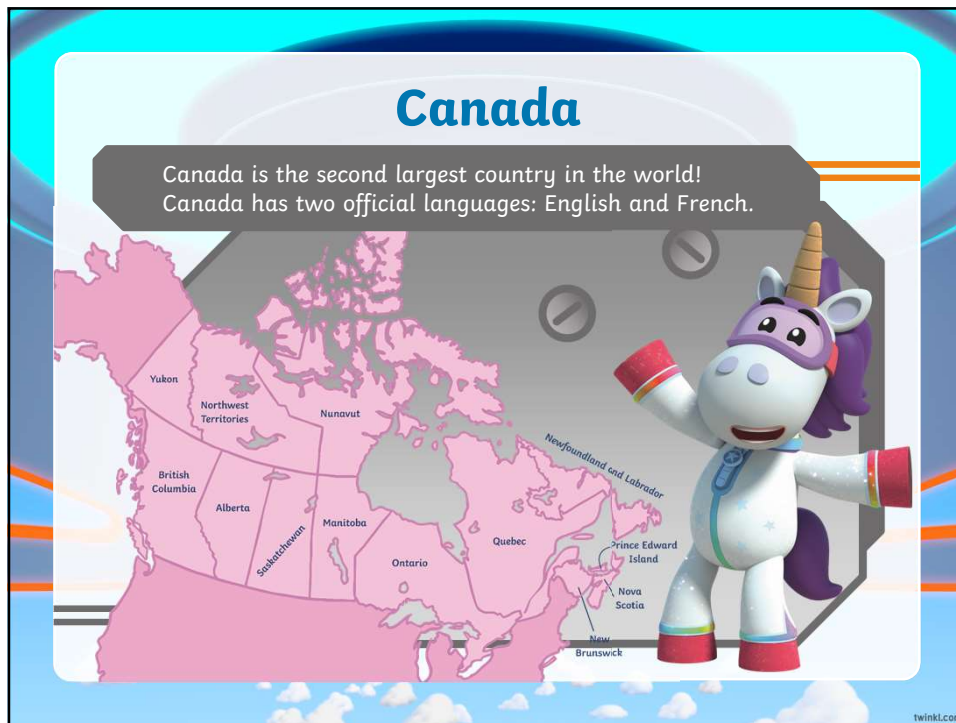 Canada
Canada is the second largest country in the world!
Canada has two official languages: English and French.
Yukon
Northwest
Territories
Nunavut
Newfoundland and Labrador
British
Columbia
Alberta
Saskatchewan
Manitoba
Ontario
Quebec
Prince Edward
Island
Nova
Scotia
New
Brunswick
twinkl.com